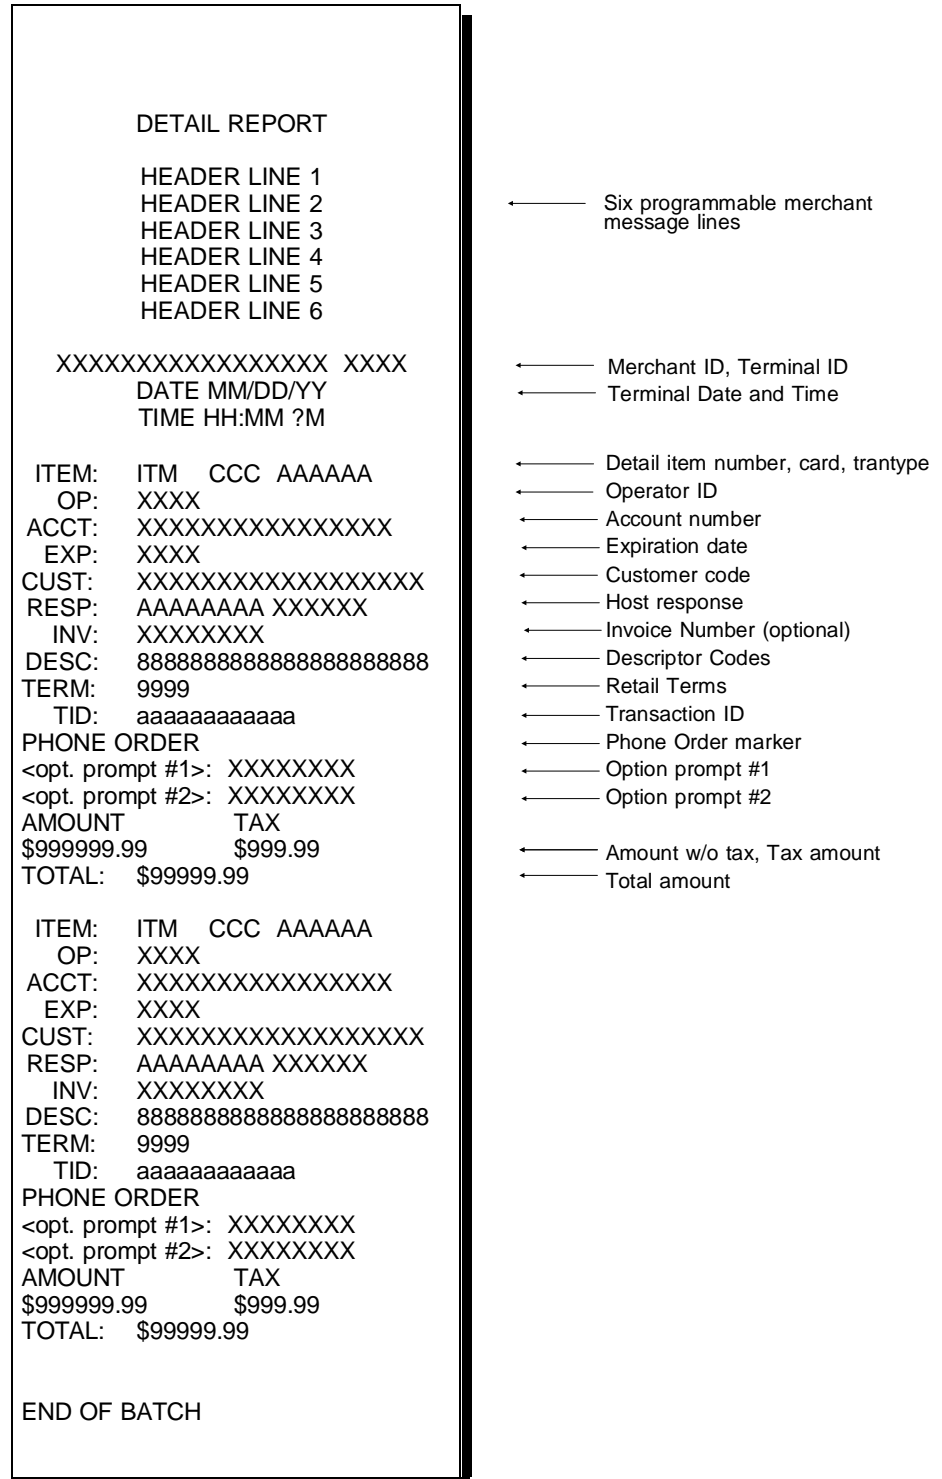 DETAIL REPORT
HEADER LINE 1
HEADER LINE 2
HEADER LINE 3
HEADER LINE 4
HEADER LINE 5
HEADER LINE 6
Six programmable merchant
message lines
XXXXXXXXXXXXXXXXX XXXX
Merchant ID, Terminal ID
DATE MM/DD/YY
Terminal Date and Time
TIME HH:MM ?M
ITEM: ITM CCC AAAAAA
Detail item number, card, trantype
OP: XXXX
Operator ID
ACCT: XXXXXXXXXXXXXXXX
Account number
EXP: XXXX
Expiration date
CUST: XXXXXXXXXXXXXXXXXX
Customer code
RESP: AAAAAAAA XXXXXX
Host response
INV: XXXXXXXX
Invoice Number (optional)
DESC: 8888888888888888888888
Descriptor Codes
TERM: 9999
Retail Terms
TID: aaaaaaaaaaaa
Transaction ID
PHONE ORDER
Phone Order marker
<opt. prompt #1>: XXXXXXXX
Option prompt #1
<opt. prompt #2>: XXXXXXXX
Option prompt #2
AMOUNT TAX
$999999.99 $999.99
Amount w/o tax, Tax amount
TOTAL: $99999.99
Total amount
ITEM: ITM CCC AAAAAA
OP: XXXX
ACCT: XXXXXXXXXXXXXXXX
EXP: XXXX
CUST: XXXXXXXXXXXXXXXXXX
RESP: AAAAAAAA XXXXXX
INV: XXXXXXXX
DESC: 8888888888888888888888
TERM: 9999
TID: aaaaaaaaaaaa
PHONE ORDER
<opt. prompt #1>: XXXXXXXX
<opt. prompt #2>: XXXXXXXX
AMOUNT TAX
$999999.99 $999.99
TOTAL: $99999.99
END OF BATCH